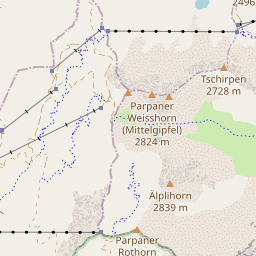 2496
Tschirpen
2728 m
Parpaner
Weisshorn
(Mittelgipfel)
2824 m
Älplihorn
2839 m
Parpaner
Rothorn